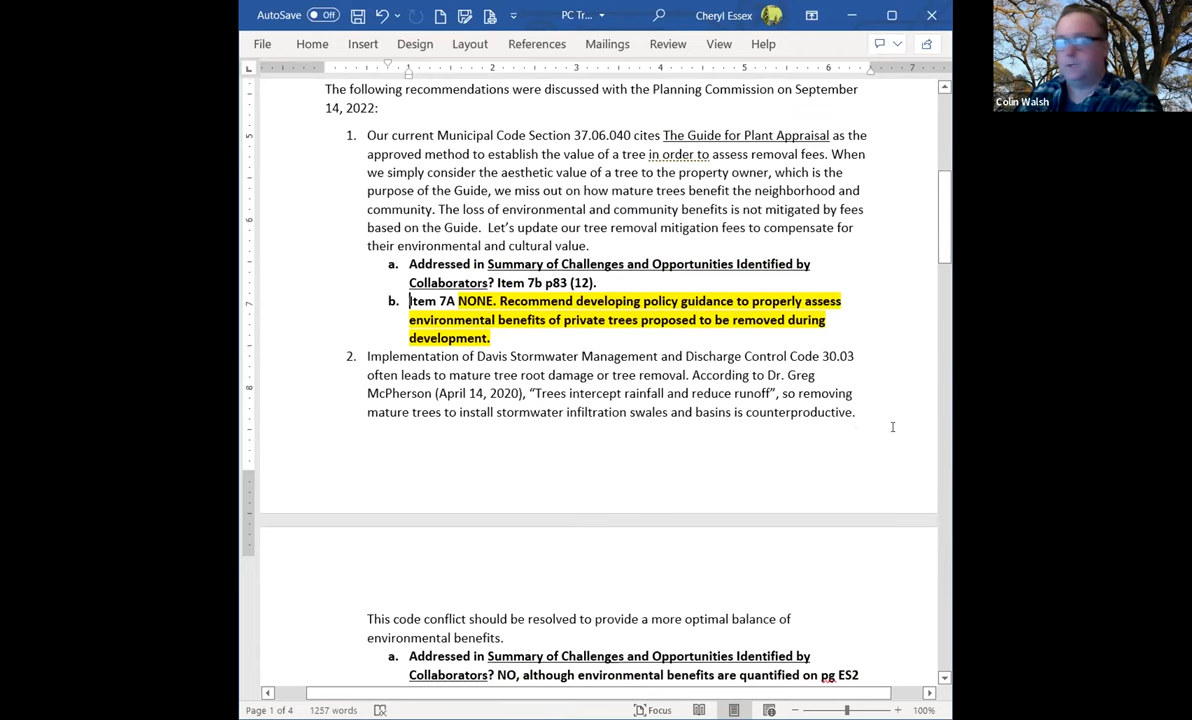 AutoSave Off PC Tr... Cheryl Essex
File Home Insert Design Layout References Mailings Review View Help
1 2 3 4 5 6 7
The following recommendations were discussed with the Planning Commission on September
14, 2022:
1. Our current Municipal Code Section 37.06.040 cites The Guide for Plant Appraisal as the
approved method to establish the value of a tree in order to assess removal fees. When
we simply consider the aesthetic value of a tree to the property owner, which is the
purpose of the Guide, we miss out on how mature trees benefit the neighborhood and
community. The loss of environmental and community benefits is not mitigated by fees
based on the Guide. Let's update our tree removal mitigation fees to compensate for
their environmental and cultural value.
a. Addressed in Summary of Challenges and Opportunities Identified by
Collaborators? Item 7b p83 (12).
b. Item 7A NONE. Recommend developing policy guidance to properly assess
environmental benefits of private trees proposed to be removed during
development.
2. Implementation of Davis Stormwater Management and Discharge Control Code 30.03
often leads to mature tree root damage or tree removal. According to Dr. Greg
McPherson (April 14, 2020), “Trees intercept rainfall and reduce runoff”, so removing
mature trees to install stormwater infiltration swales and basins is counterproductive.
This code conflict should be resolved to provide a more optimal balance of
environmental benefits.
a. Addressed in Summary of Challenges and Opportunities Identified by
Collaborators? NO, although environmental benefits are quantified on pg ES2
5
6
7
8
Page 1 of 4 1257 words Focus 100%
Colin Walsh